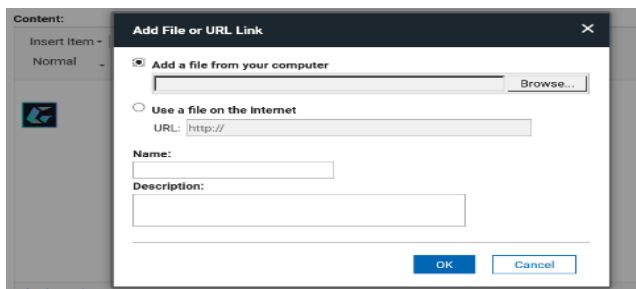 Content:
Insert Item
Normal
Add File or URL Link
Add a file from your computer
Browse...
Use a file on the Internet
URL: http://
Name:
Description:
OK
Cancel